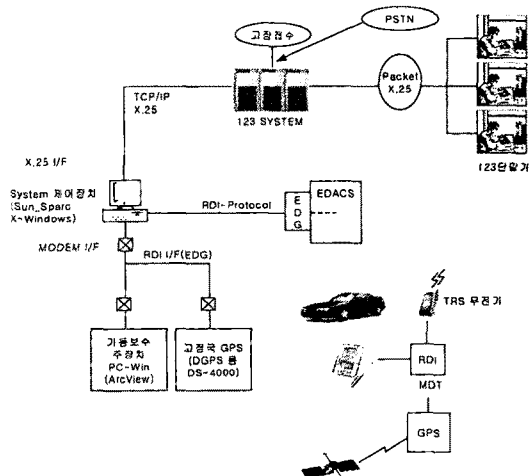 PSTN
고장접수
Packet
X.25
TCP/IP
X.25
123 SYSTEM
123단말기
X.25 I/F
System 제어장치
(Sun_Sparc
X-Windows)
RDI-Protocol
E
D
G
EDACS
MODEM I/F
RDI I/F(EDG)
기동보수
주장치
PC-Win
(ArcView)
고정국 GPS
(DGPS 용
DS-4000)
TRS 무전기
RDI
MDT
GPS